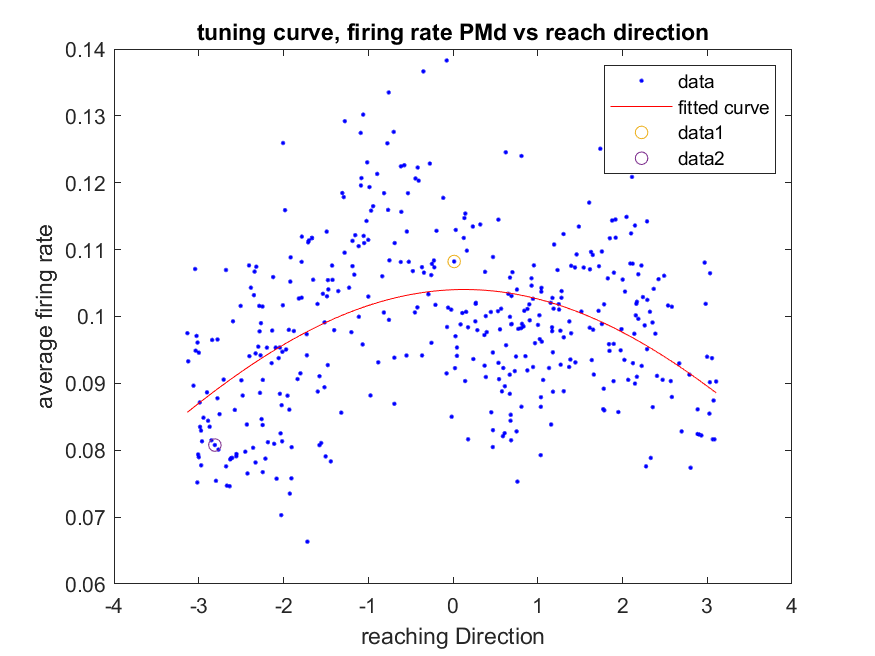 tuning curve, firing rate PMd vs reach direction
0.14
0.13
0.12
0.11
0.1
0.09
0.08
0.07
0.06
average firing rate
data
fitted curve
data1
data2
-4 -3 -2 -1 0 1 2 3 4
reaching Direction